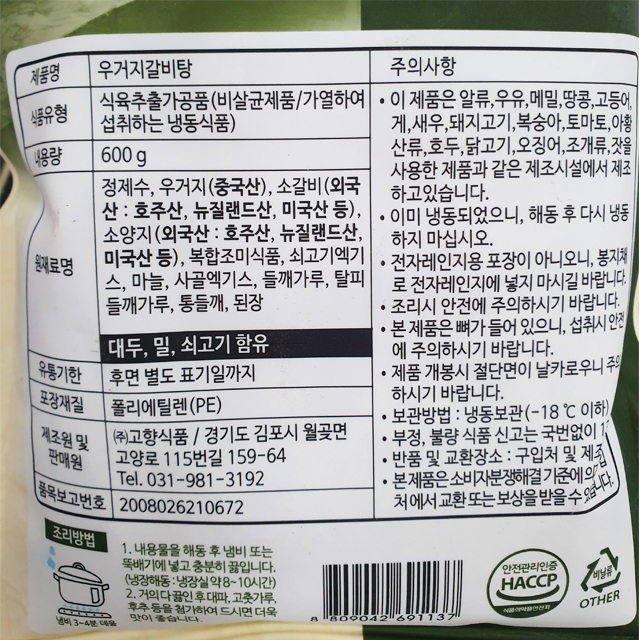 제품명
우거지갈비탕
식품유형
식육추출가공품(비살균제품/가열하여
섭취하는 냉동식품)
내용량
600 g
원재료명
정제수, 우거지(중국산), 소갈비(외국
산 : 호주산, 뉴질랜드산, 미국산 등),
소양지(외국산 : 호주산, 뉴질랜드산,
미국산 등), 복합조미식품, 쇠고기엑기
스, 마늘, 사골엑기스, 들깨가루, 탈피
들깨가루, 통들깨, 된장
대두, 밀, 쇠고기 함유
유통기한
후면 별도 표기일까지
포장재질
폴리에틸렌(PE)
제조원 및
판매원
㈜고향식품 / 경기도 김포시 월곶면
고양로 115번길 159-64
Tel. 031-981-3192
품목보고번호
2008026210672
주의사항
• 이 제품은 알류,우유,메밀,땅콩,고등어,
게,새우,돼지고기,복숭아,토마토,아황
산류,호두,닭고기,오징어,조개류,잣을
사용한 제품과 같은 제조시설에서 제조
하고있습니다.
• 이미 냉동되었으니, 해동 후 다시 냉동
하지 마십시오.
• 전자레인지용 포장이 아니오니, 봉지채
로 전자레인지에 넣지 마시길 바랍니다.
• 조리시 안전에 주의하시기 바랍니다.
• 본 제품은 뼈가 들어 있으니, 섭취시 안전
에 주의하시기 바랍니다.
• 제품 개봉시 절단면이 날카로우니 주의
하시기 바랍니다.
• 보관방법 : 냉동보관(-18 ℃ 이하)
• 부정, 불량 식품 신고는 국번없이
• 반품 및 교환장소 : 구입처 및 제조
• 본제품은 소비자분쟁해결 기준에 의거
처에서 교환 또는 보상을 받을 수 있습니다.
조리방법
1. 내용물을 해동 후 냄비 또는
뚝배기에 넣고 충분히 끓입니다.
(냉장해동 : 냉장실 약 8~10시간)
2. 거의 다 끓인 후 대파, 고춧가루,
후추 등을 첨가하여 드시면 더욱
맛이 좋습니다.
냄비 3~4분 데움
8 809042 691137
안전관리인증
HACCP
식품의약품안전처
비닐류
OTHER